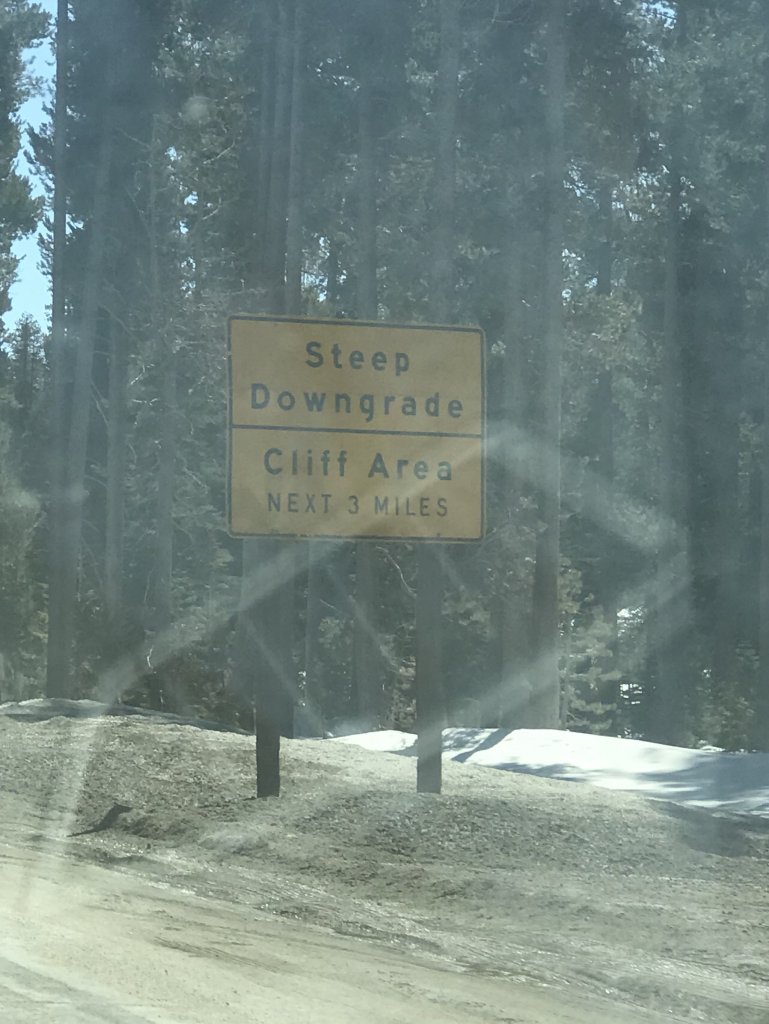 Steep
Downgrade
Cliff Area
NEXT 3 MILES